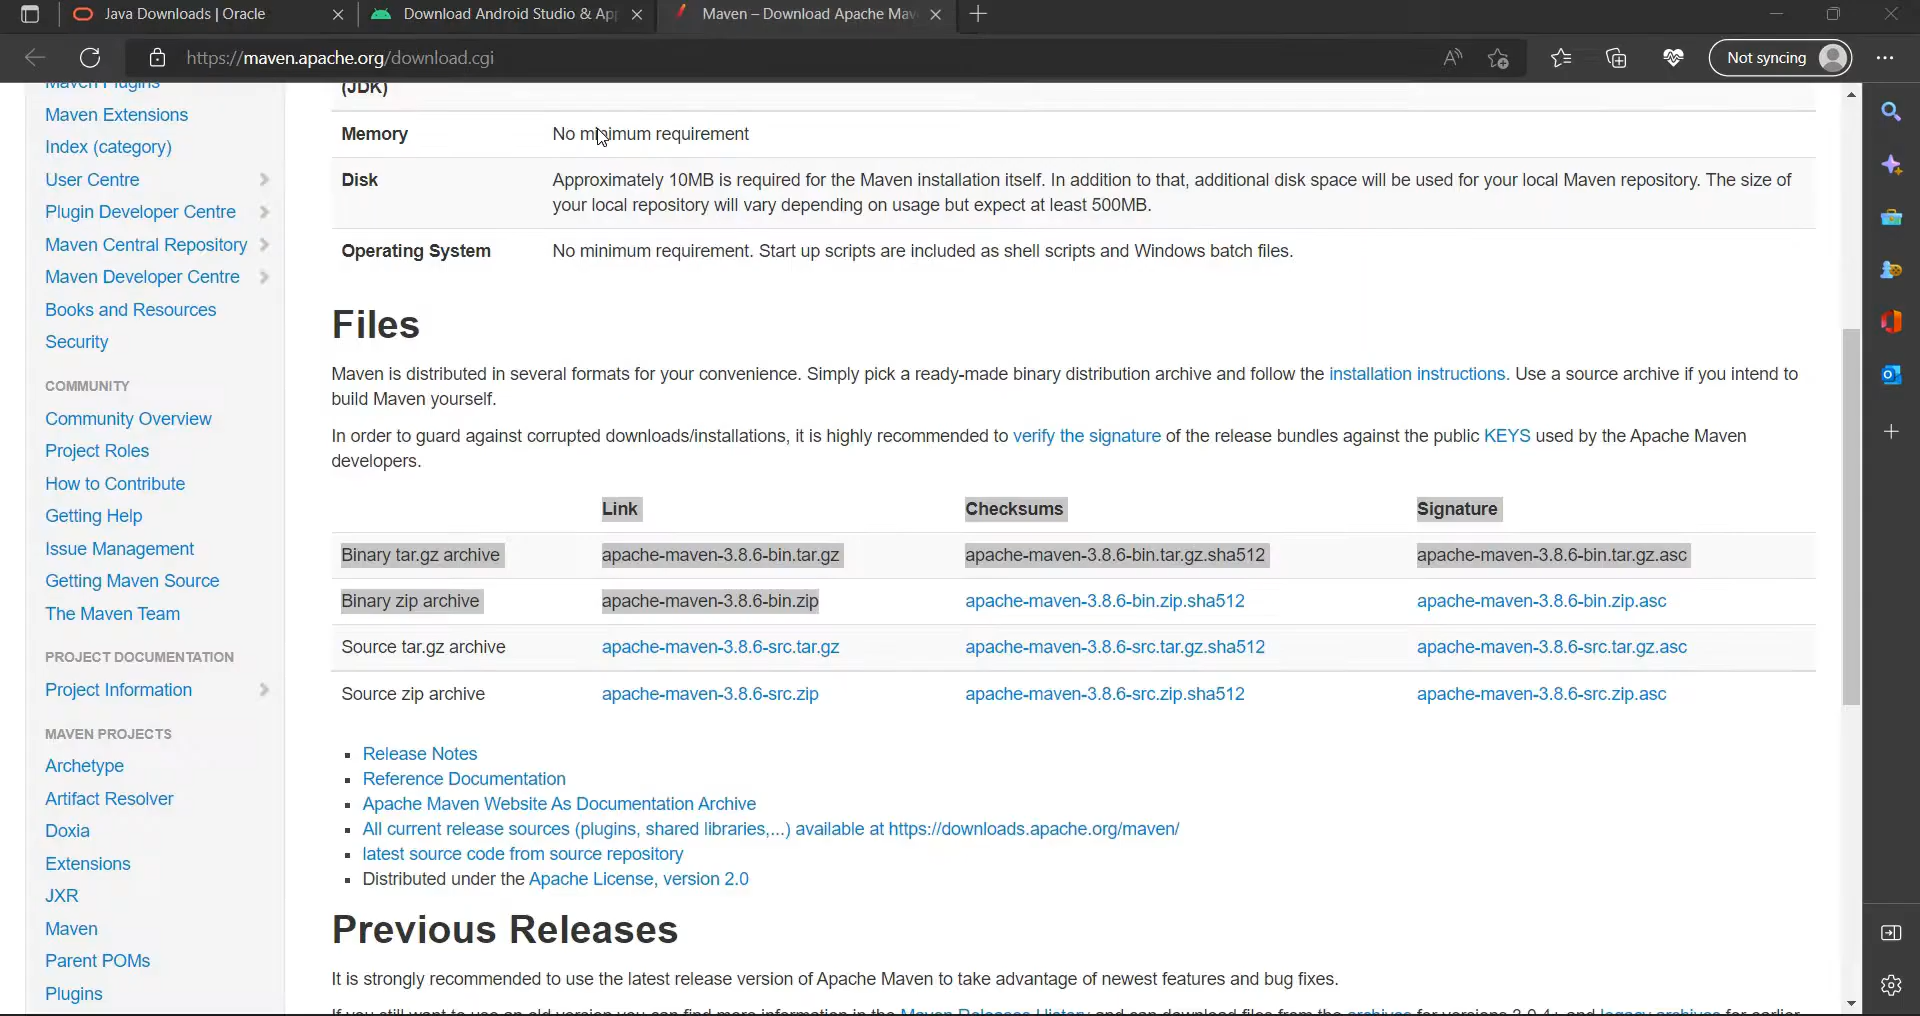 Java Downloads | Oracle
Download Android Studio & Ap
Maven – Download Apache Mav
https://maven.apache.org/download.cgi
Not syncing
Maven Plugins
Maven Extensions
Index (category)
User Centre
Plugin Developer Centre
Maven Central Repository
Maven Developer Centre
Books and Resources
Security
COMMUNITY
Community Overview
Project Roles
How to Contribute
Getting Help
Issue Management
Getting Maven Source
The Maven Team
PROJECT DOCUMENTATION
Project Information
MAVEN PROJECTS
Archetype
Artifact Resolver
Doxia
Extensions
JXR
Maven
Parent POMs
Plugins
(JDK)
Memory No minimum requirement
Disk Approximately 10MB is required for the Maven installation itself. In addition to that, additional disk space will be used for your local Maven repository. The size of
your local repository will vary depending on usage but expect at least 500MB.
Operating System No minimum requirement. Start up scripts are included as shell scripts and Windows batch files.
Files
Maven is distributed in several formats for your convenience. Simply pick a ready-made binary distribution archive and follow the installation instructions. Use a source archive if you intend to
build Maven yourself.
In order to guard against corrupted downloads/installations, it is highly recommended to verify the signature of the release bundles against the public KEYS used by the Apache Maven
developers.
Link Checksums Signature
Binary tar.gz archive apache-maven-3.8.6-bin.tar.gz apache-maven-3.8.6-bin.tar.gz.sha512 apache-maven-3.8.6-bin.tar.gz.asc
Binary zip archive apache-maven-3.8.6-bin.zip apache-maven-3.8.6-bin.zip.sha512 apache-maven-3.8.6-bin.zip.asc
Source tar.gz archive apache-maven-3.8.6-src.tar.gz apache-maven-3.8.6-src.tar.gz.sha512 apache-maven-3.8.6-src.tar.gz.asc
Source zip archive apache-maven-3.8.6-src.zip apache-maven-3.8.6-src.zip.sha512 apache-maven-3.8.6-src.zip.asc
Release Notes
Reference Documentation
Apache Maven Website As Documentation Archive
All current release sources (plugins, shared libraries,...) available at https://downloads.apache.org/maven/
latest source code from source repository
Distributed under the Apache License, version 2.0
Previous Releases
It is strongly recommended to use the latest release version of Apache Maven to take advantage of newest features and bug fixes.